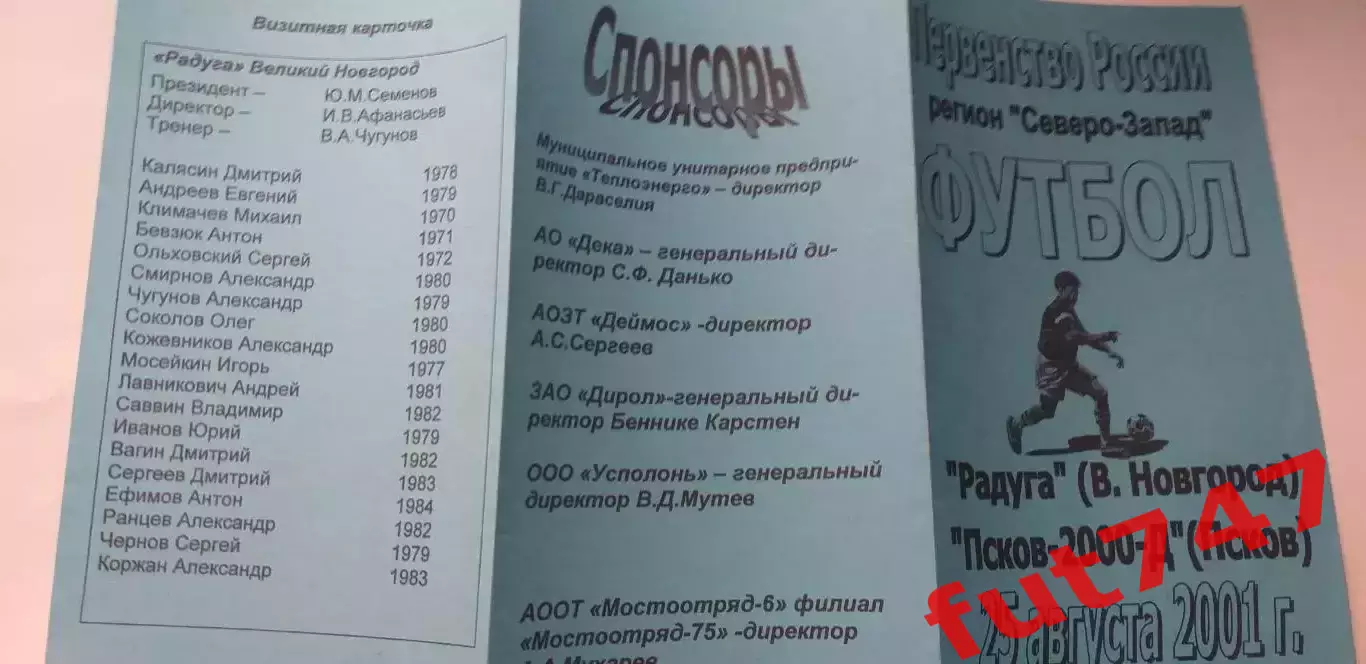 Визитная карточка
«Радуга» Великий Новгород
Президент – Ю.М.Семенов
Директор – И.В.Афанасьев
Тренер – В.А.Чугунов
Калясин Дмитрий 1978
Андреев Евгений 1979
Климачев Михаил 1970
Бевзюк Антон 1971
Ольховский Сергей 1972
Смирнов Александр 1980
Чугунов Александр 1979
Соколов Олег 1980
Кожевников Александр 1980
Мосейкин Игорь 1977
Лавникович Андрей 1981
Саввин Владимир 1982
Иванов Юрий 1979
Вагин Дмитрий 1982
Сергеев Дмитрий 1983
Ефимов Антон 1984
Ранцев Александр 1982
Чернов Сергей 1979
Коржан Александр 1983
Спонсоры
Муниципальное унитарное предпри-
ятие «Теплоэнерго» – директор
В.Г.Дараселия
АО «Дека» – генеральный ди-
ректор С.Ф. Данько
АОЗТ «Деймос» -директор
А.С.Сергеев
ЗАО «Дирол»-генеральный ди-
ректор Беннике Карстен
ООО «Усполонь» – генеральный
директор В.Д.Мутев
АООТ «Мостоотряд-6» филиал
«Мостоотряд-75» -директор
Первенство России
регион "Северо-Запад"
ФУТБОЛ
"Радуга" (В. Новгород)
"Псков-2000-Д" (Псков)
25 августа 2001 г.
fut747